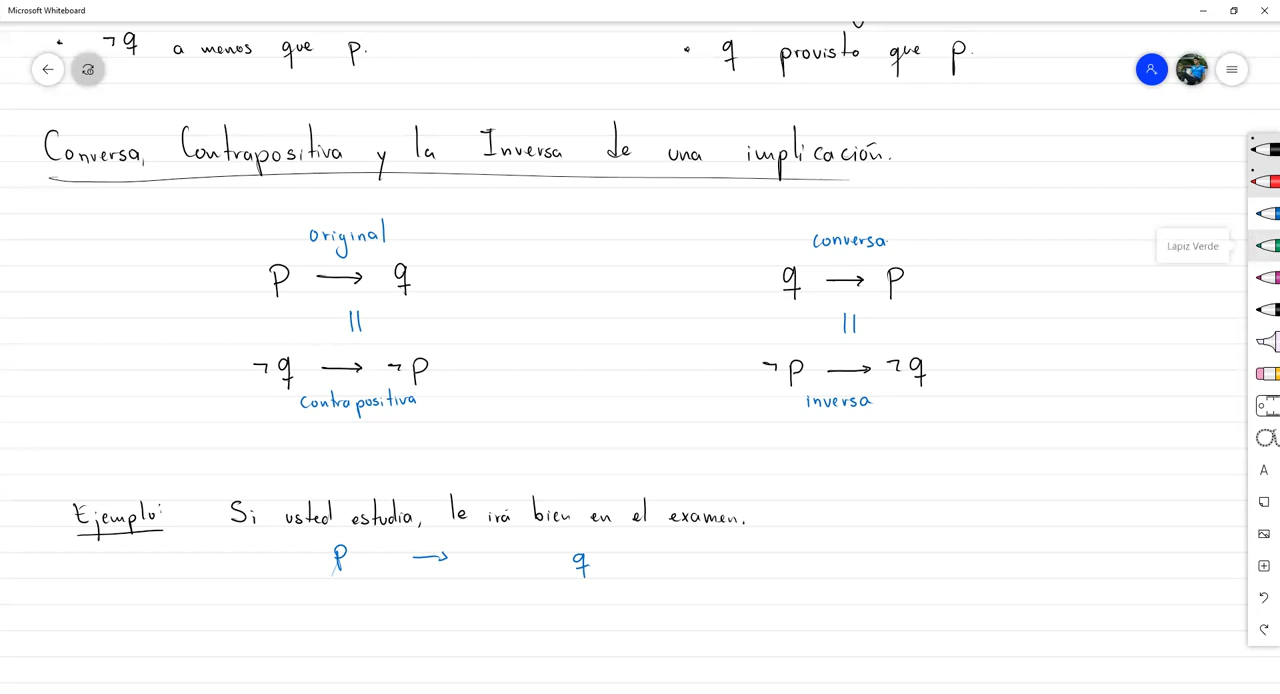 Microsoft Whiteboard
• ¬q a menos que p.
• q provisto que p.
Conversa, Contrapositiva y la Inversa de una implicación.
original
p → q
||
¬q → ¬p
contrapositiva
conversa
q → p
||
¬p → ¬q
inversa
Lápiz Verde
Ejemplo: Si usted estudia, le irá bien en el examen.
p → q
A